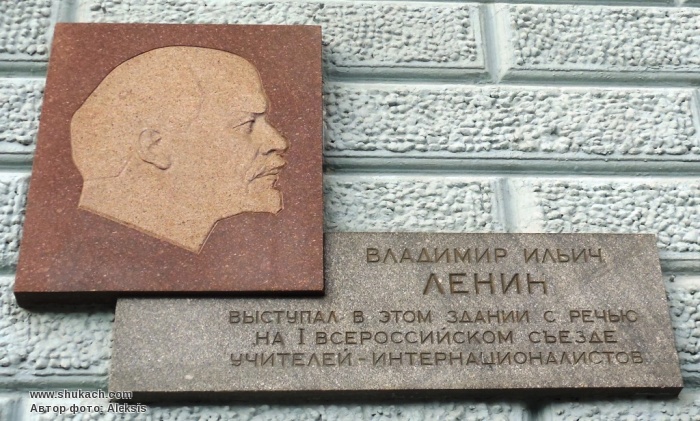 ВЛАДИМИР ИЛЬИЧ
ЛЕНИН
ВЫСТУПАЛ В ЭТОМ ЗДАНИИ С РЕЧЬЮ
НА I ВСЕРОССИЙСКОМ СЪЕЗДЕ
УЧИТЕЛЕЙ-ИНТЕРНАЦИОНАЛИСТОВ
www.shukach.com
Автор фото: Aleksis